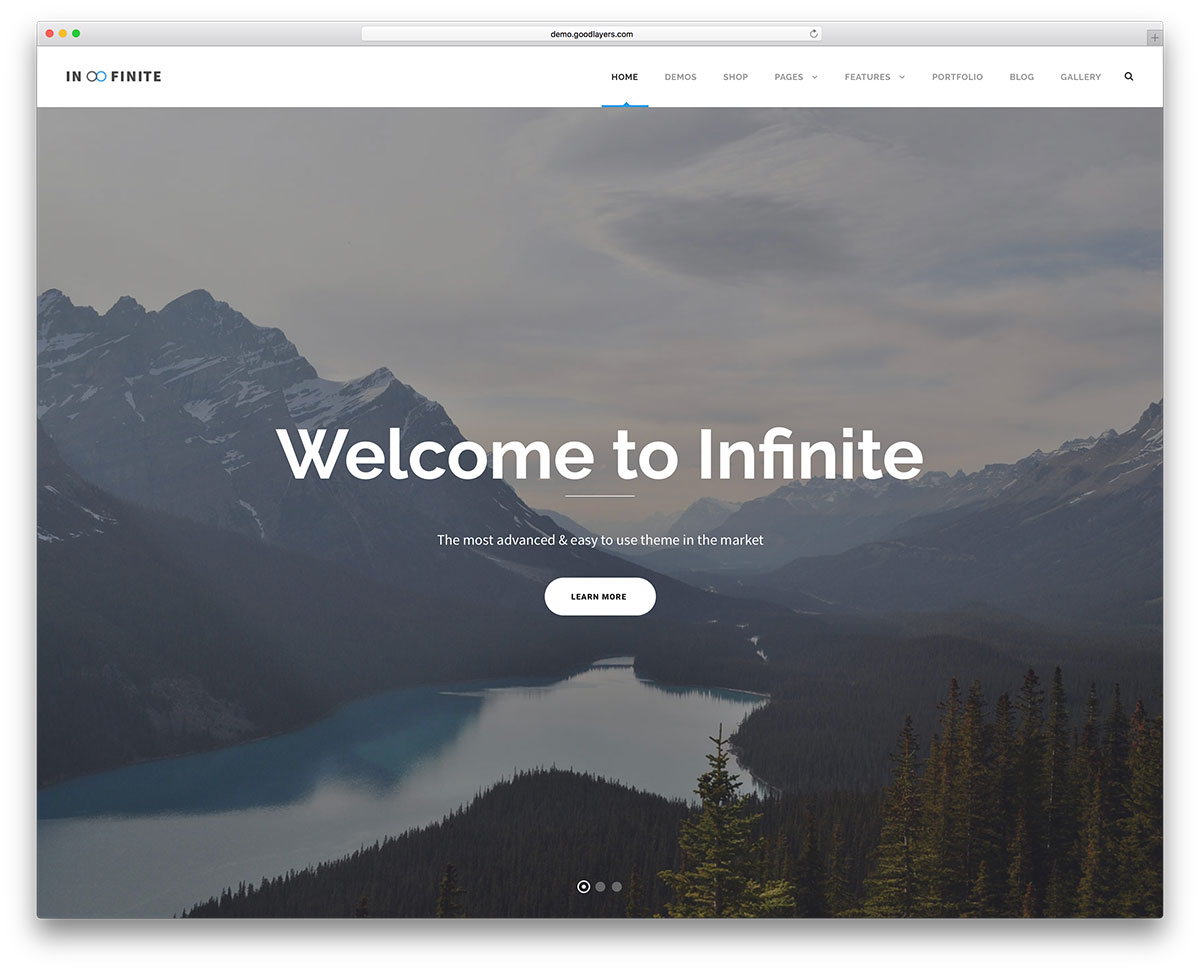 demo.goodlayers.com
IN FINITE
HOME DEMOS SHOP PAGES FEATURES PORTFOLIO BLOG GALLERY
Welcome to Infinite
The most advanced & easy to use theme in the market
LEARN MORE